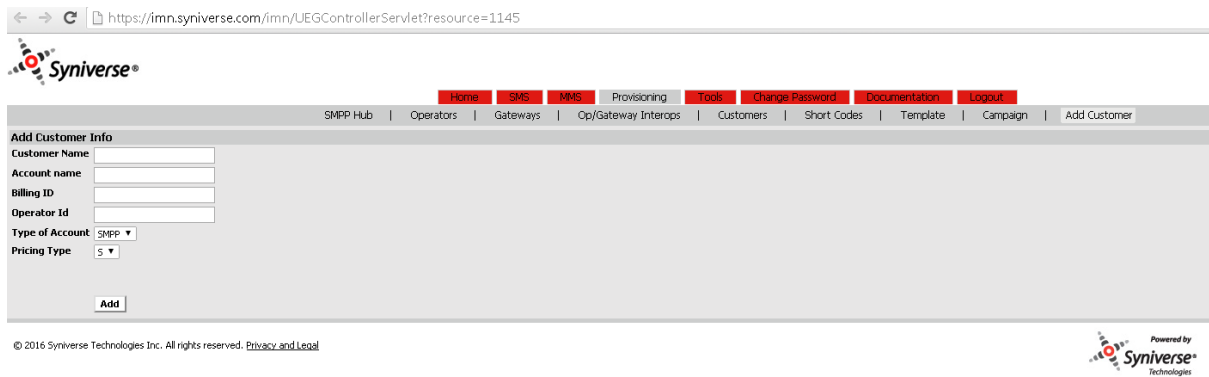 https://imn.syniverse.com/imn/UEGControllerServlet?resource=1145
Syniverse®
Home SMS MMS Provisioning Tools Change Password Documentation Logout
SMPP Hub | Operators | Gateways | Op/Gateway Interops | Customers | Short Codes | Template | Campaign | Add Customer
Add Customer Info
Customer Name
Account name
Billing ID
Operator Id
Type of Account SMPP
Pricing Type S
Add
© 2016 Syniverse Technologies Inc. All rights reserved. Privacy and Legal
Powered by
Syniverse®
Technologies